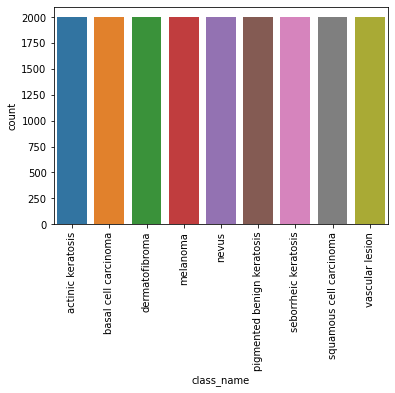 2000
1750
1500
1250
1000
750
500
250
0
count
actinic keratosis
basal cell carcinoma
dermatofibroma
melanoma
nevus
pigmented benign keratosis
seborrheic keratosis
squamous cell carcinoma
vascular lesion
class_name